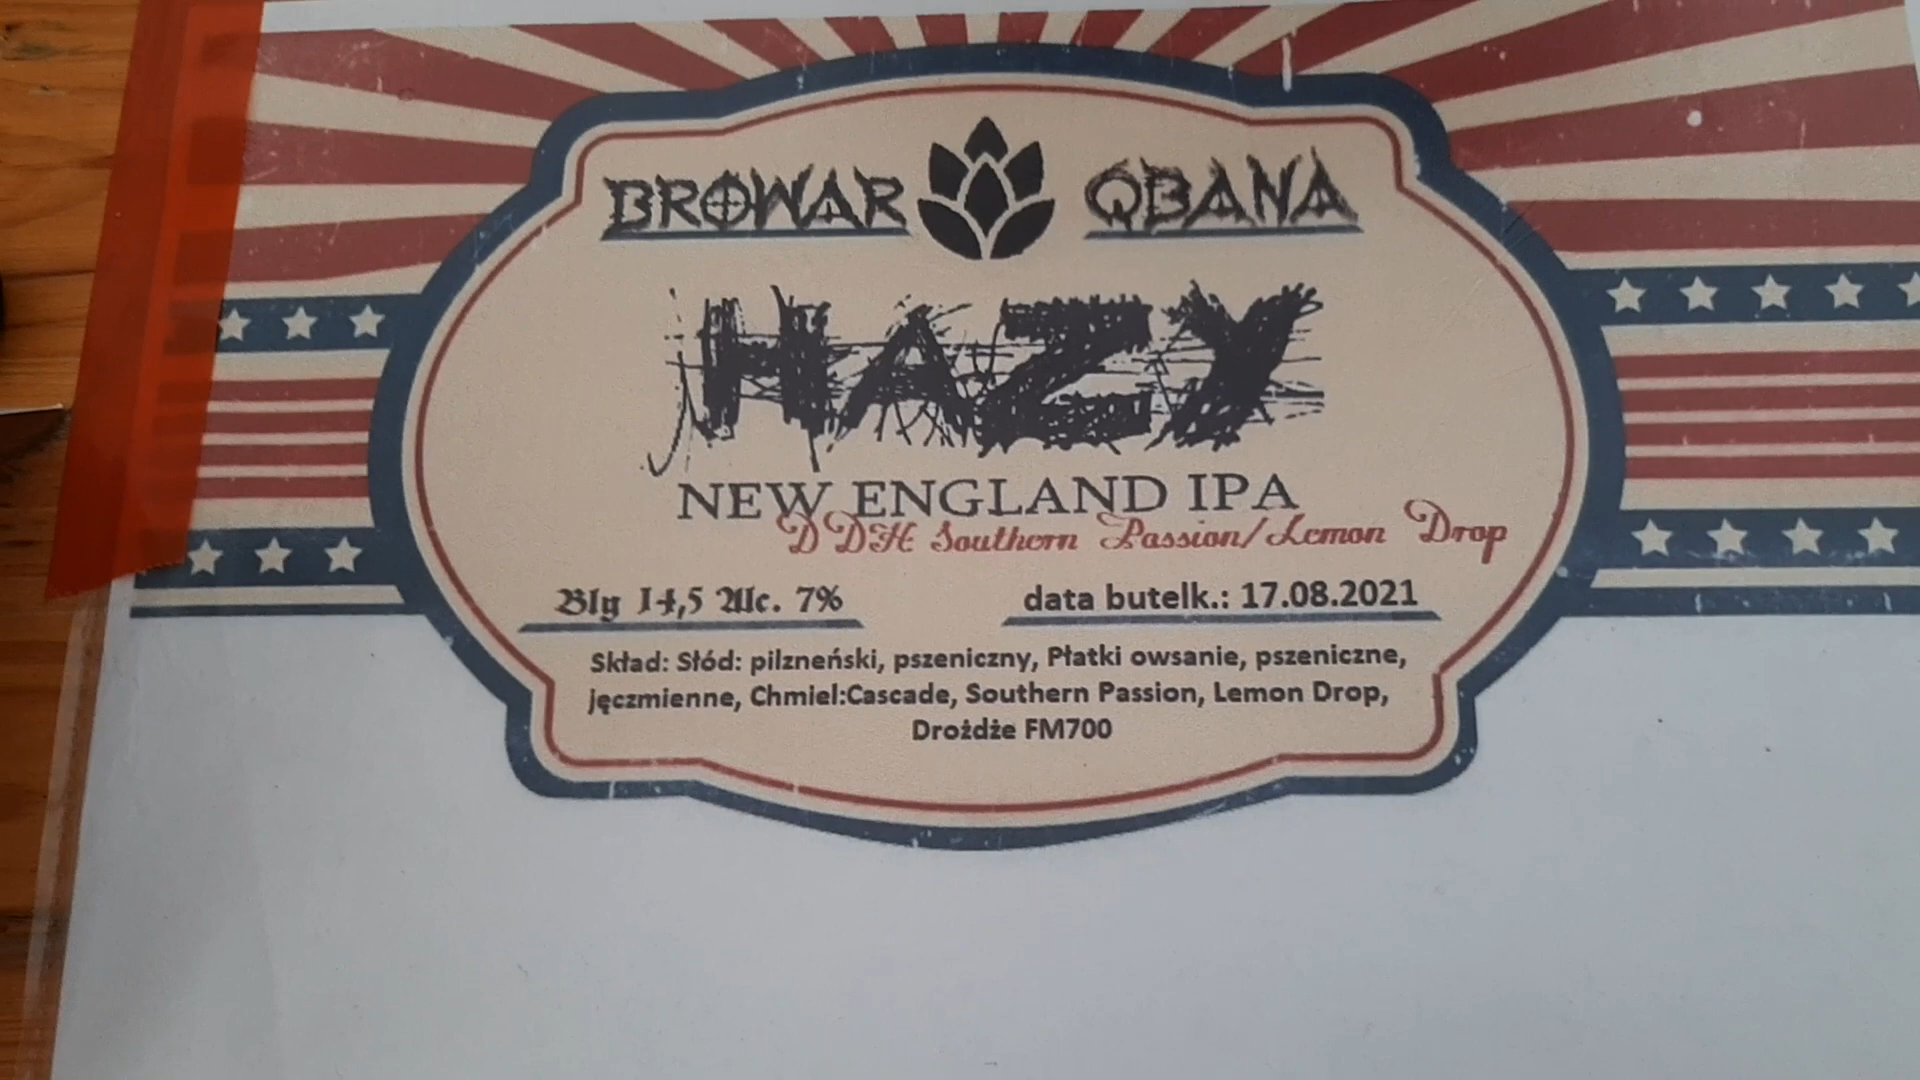 BROWAR QBANA
HAZY
NEW ENGLAND IPA
DDH Southern Passion/Lemon Drop
Blg 14,5 Alc. 7%
data butelk.: 17.08.2021
Skład: Słód: pilzneński, pszeniczny, Płatki owsanie, pszeniczne,
jęczmienne, Chmiel:Cascade, Southern Passion, Lemon Drop,
Drożdże FM700